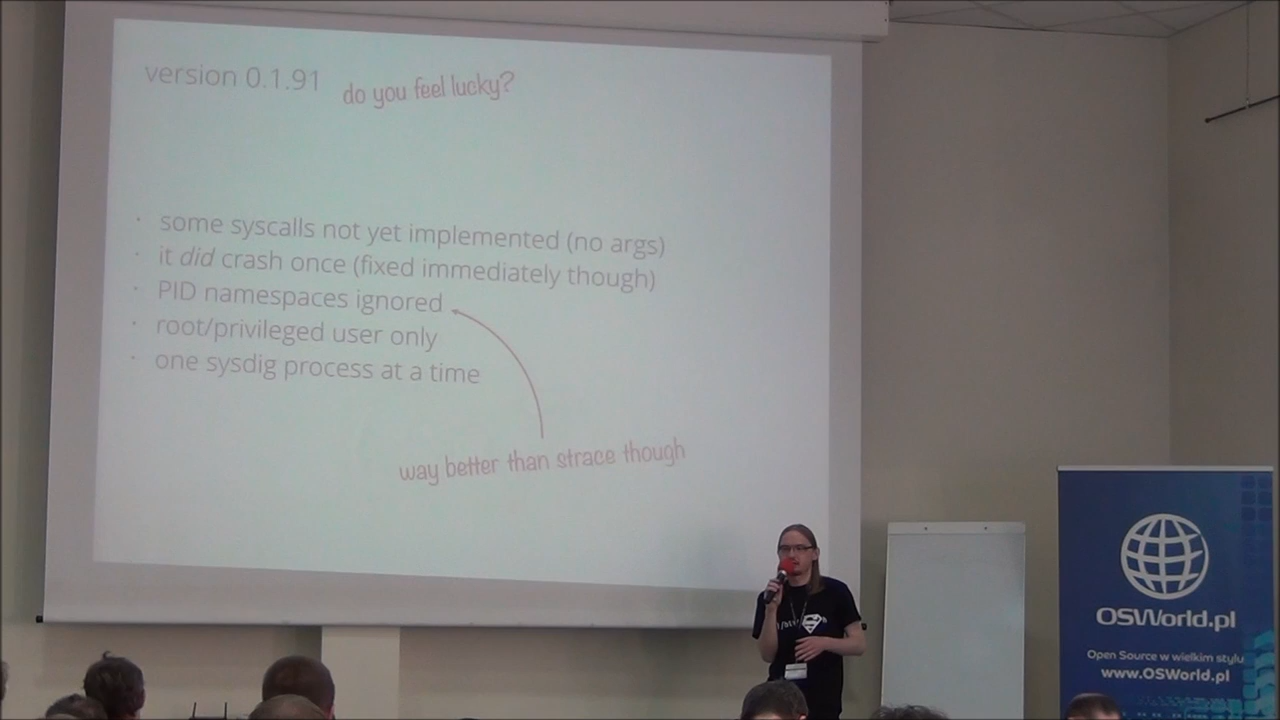 version 0.1.91
do you feel lucky?
· some syscalls not yet implemented (no args)
· it did crash once (fixed immediately though)
· PID namespaces ignored
· root/privileged user only
· one sysdig process at a time
way better than strace though
OSWorld.pl
Open Source w wielkim stylu
www.OSWorld.pl